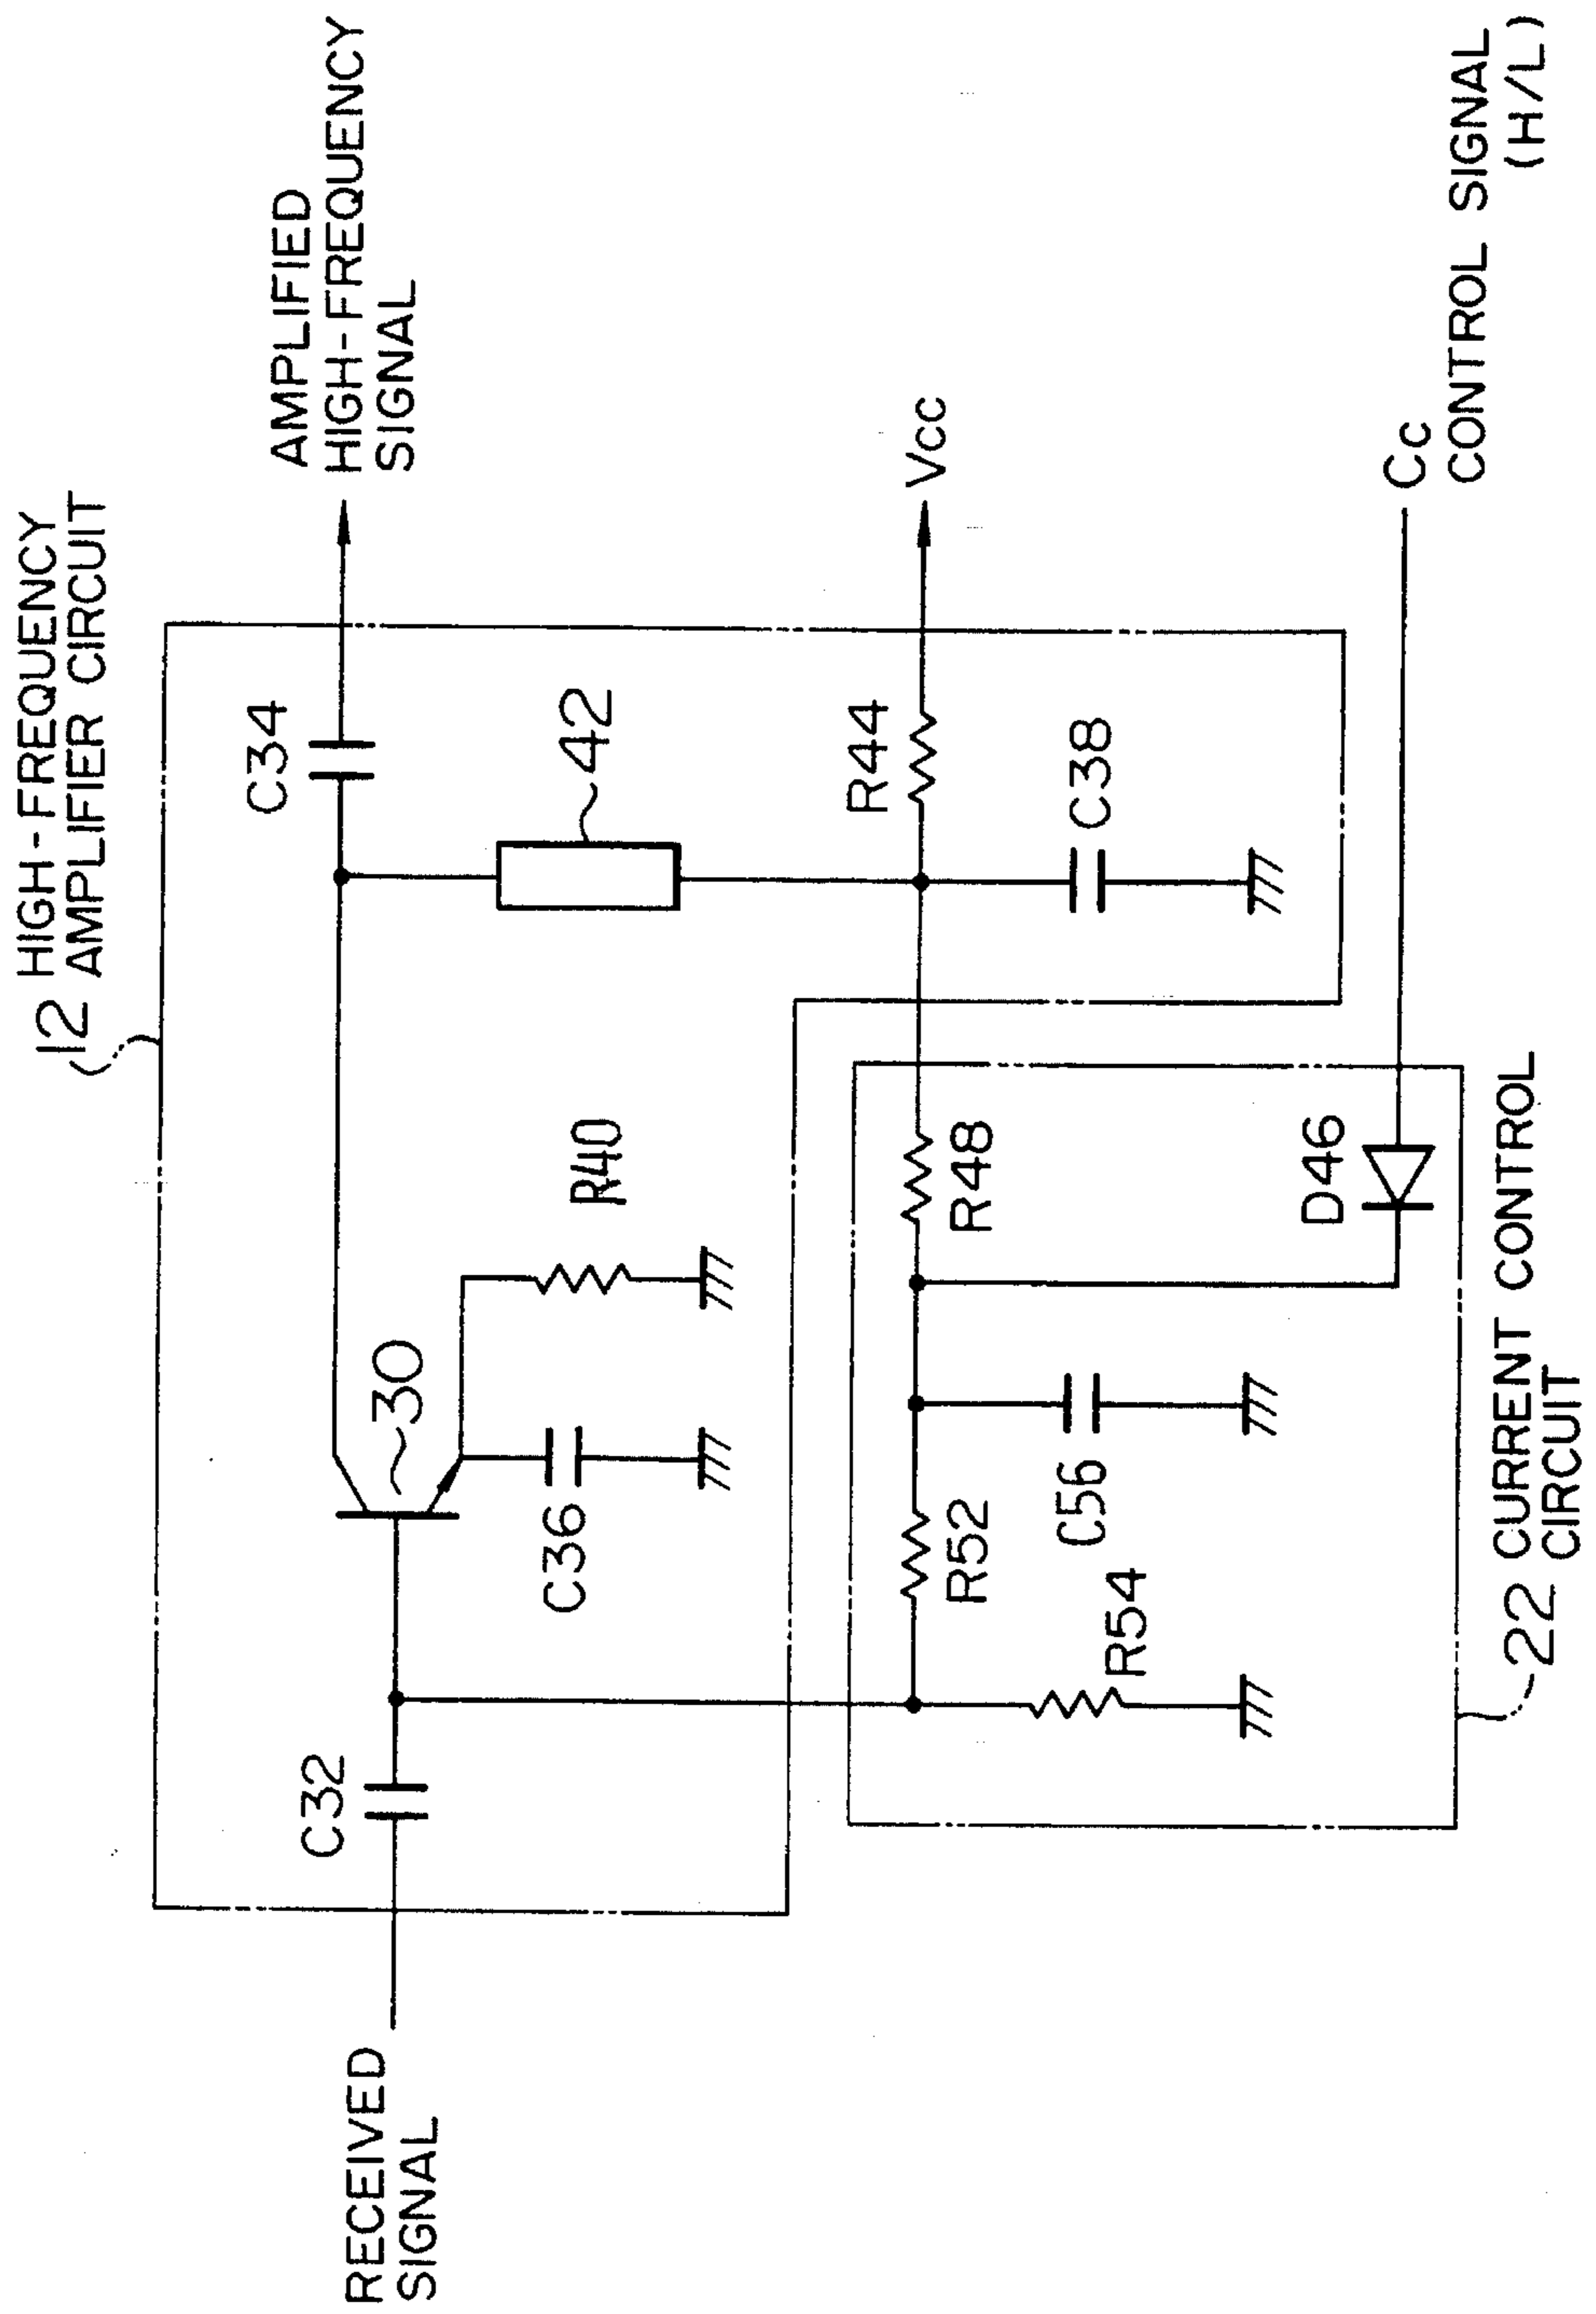 12 HIGH-FREQUENCY
AMPLIFIER CIRCUIT
AMPLIFIED
HIGH-FREQUENCY
SIGNAL
C34
42
R44
C38
Vcc
Cc
CONTROL SIGNAL
(H/L)
R40
30
C36
C32
RECEIVED
SIGNAL
R48
D46
R52
C56
R54
22 CURRENT CONTROL
CIRCUIT